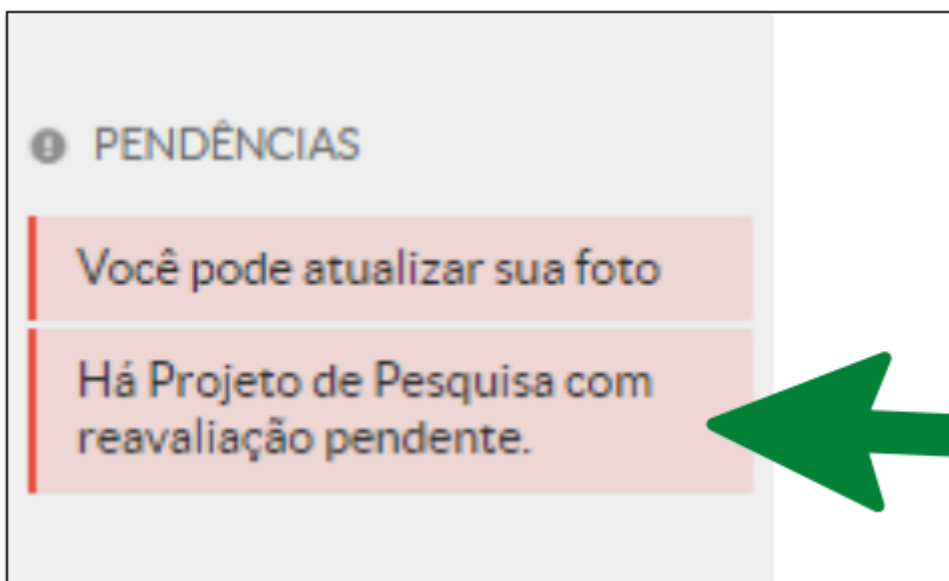 PENDÊNCIAS
Você pode atualizar sua foto
Há Projeto de Pesquisa com
reavaliação pendente.